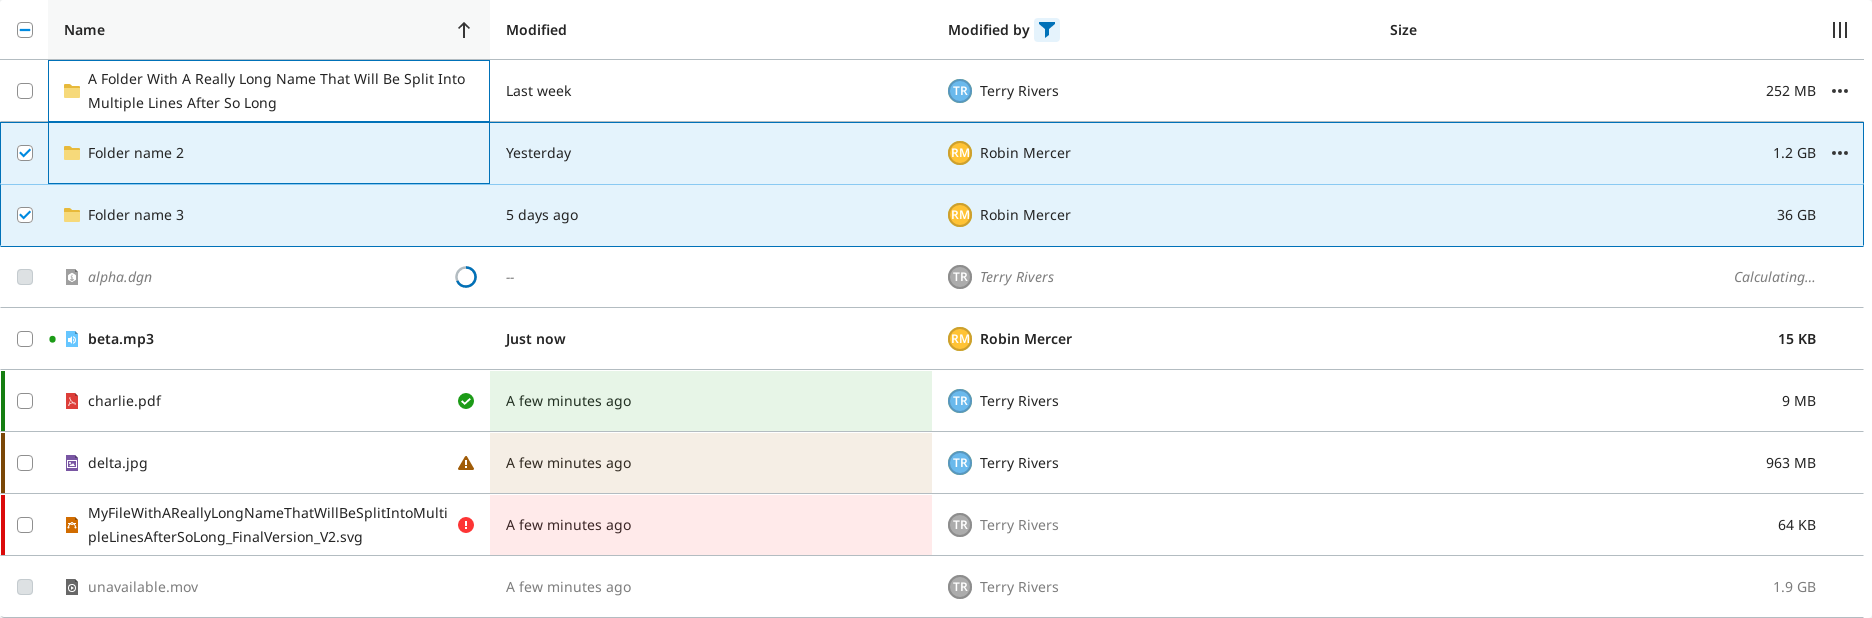 Name Modified Modified by Size
A Folder With A Really Long Name That Will Be Split Into
Multiple Lines After So Long
Last week TR Terry Rivers 252 MB
Folder name 2 Yesterday RM Robin Mercer 1.2 GB
Folder name 3 5 days ago RM Robin Mercer 36 GB
alpha.dgn -- TR Terry Rivers Calculating...
beta.mp3 Just now RM Robin Mercer 15 KB
charlie.pdf A few minutes ago TR Terry Rivers 9 MB
delta.jpg A few minutes ago TR Terry Rivers 963 MB
MyFileWithAReallyLongNameThatWillBeSplitIntoMulti
pleLinesAfterSoLong_FinalVersion_V2.svg
A few minutes ago TR Terry Rivers 64 KB
unavailable.mov A few minutes ago TR Terry Rivers 1.9 GB